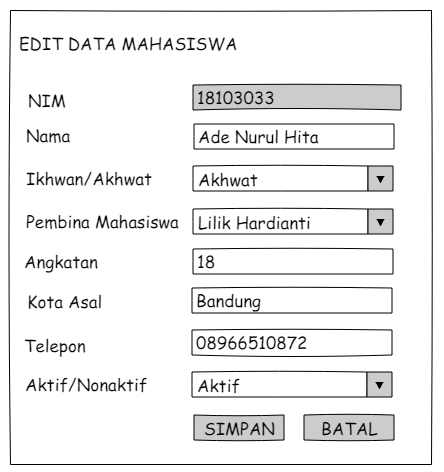 EDIT DATA MAHASISWA
NIM 18103033
Nama Ade Nurul Hita
Ikhwan/Akhwat Akhwat
Pembina Mahasiswa Lilik Hardianti
Angkatan 18
Kota Asal Bandung
Telepon 08966510872
Aktif/Nonaktif Aktif
SIMPAN BATAL